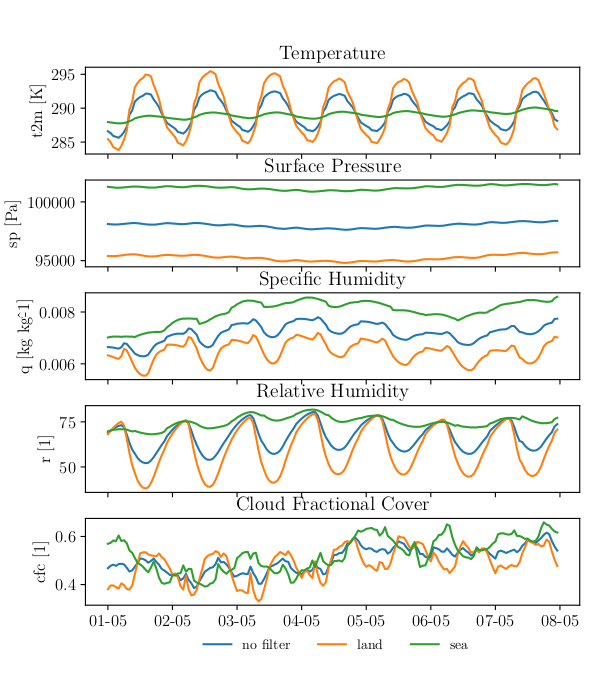 Temperature
295
290
285
t2m [K]
Surface Pressure
100000
95000
sp [Pa]
Specific Humidity
0.008
0.006
q [kg kg-̂1]
Relative Humidity
75
50
r [1]
Cloud Fractional Cover
0.6
0.4
cfc [1]
01-05 02-05 03-05 04-05 05-05 06-05 07-05 08-05
no filter land sea